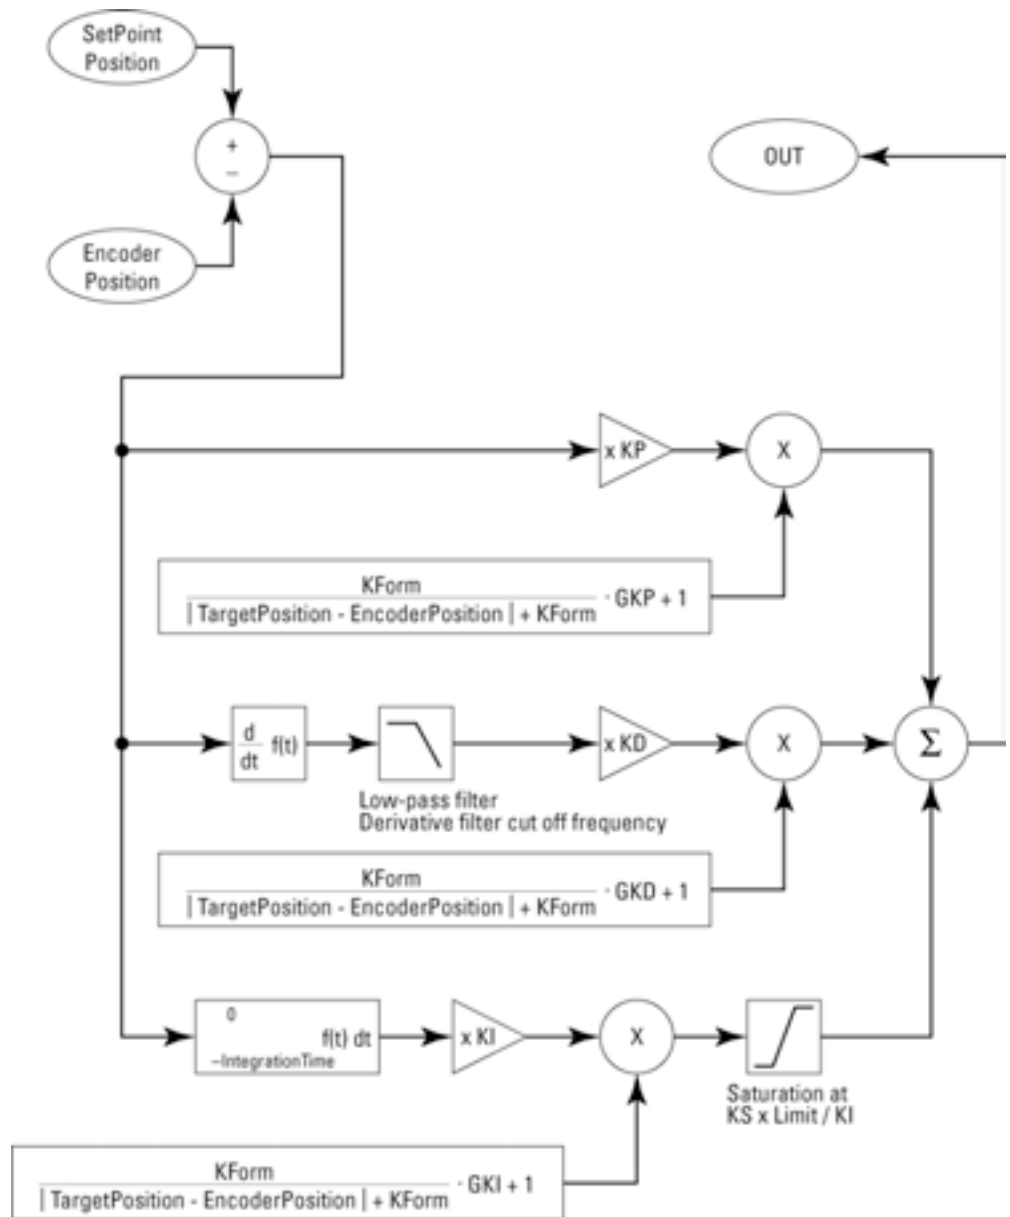 SetPoint
Position
+
–
OUT
Encoder
Position
x KP
X
KForm
| TargetPosition - EncoderPosition | + KForm
· GKP + 1
d
dt
f(t)
x KD
X
Σ
Low-pass filter
Derivative filter cut off frequency
KForm
| TargetPosition - EncoderPosition | + KForm
· GKD + 1
0
f(t) dt
–IntegrationTime
x KI
X
Saturation at
KS x Limit / KI
KForm
| TargetPosition - EncoderPosition | + KForm
· GKI + 1